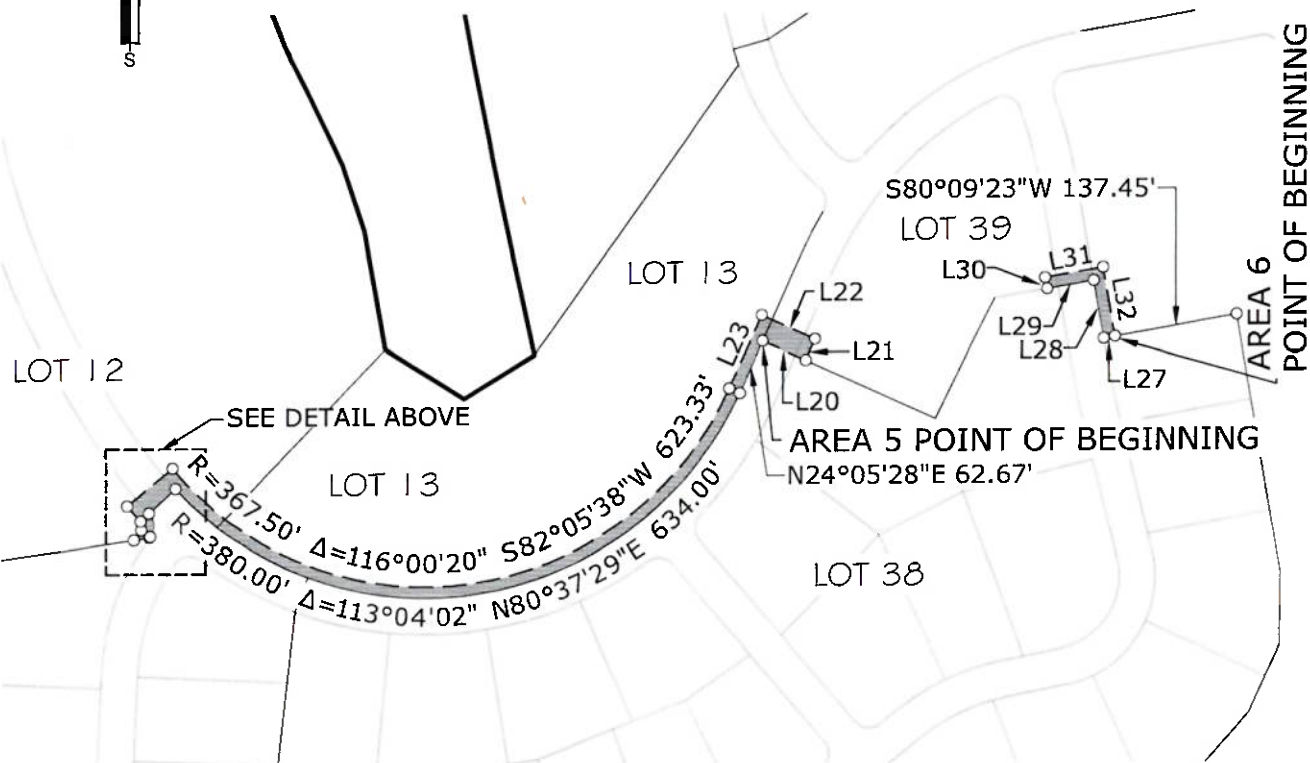 S
S80°09'23"W 137.45'
LOT 39
LOT 13
L30
L31
L32
L22
L29
L28
L23
L21
L27
L20
AREA 6
POINT OF BEGINNING
LOT 12
SEE DETAIL ABOVE
AREA 5 POINT OF BEGINNING
N24°05'28"E 62.67'
LOT 13
R=367.50' Δ=116°00'20" S82°05'38"W 623.33'
R=380.00' Δ=113°04'02" N80°37'29"E 634.00'
LOT 38